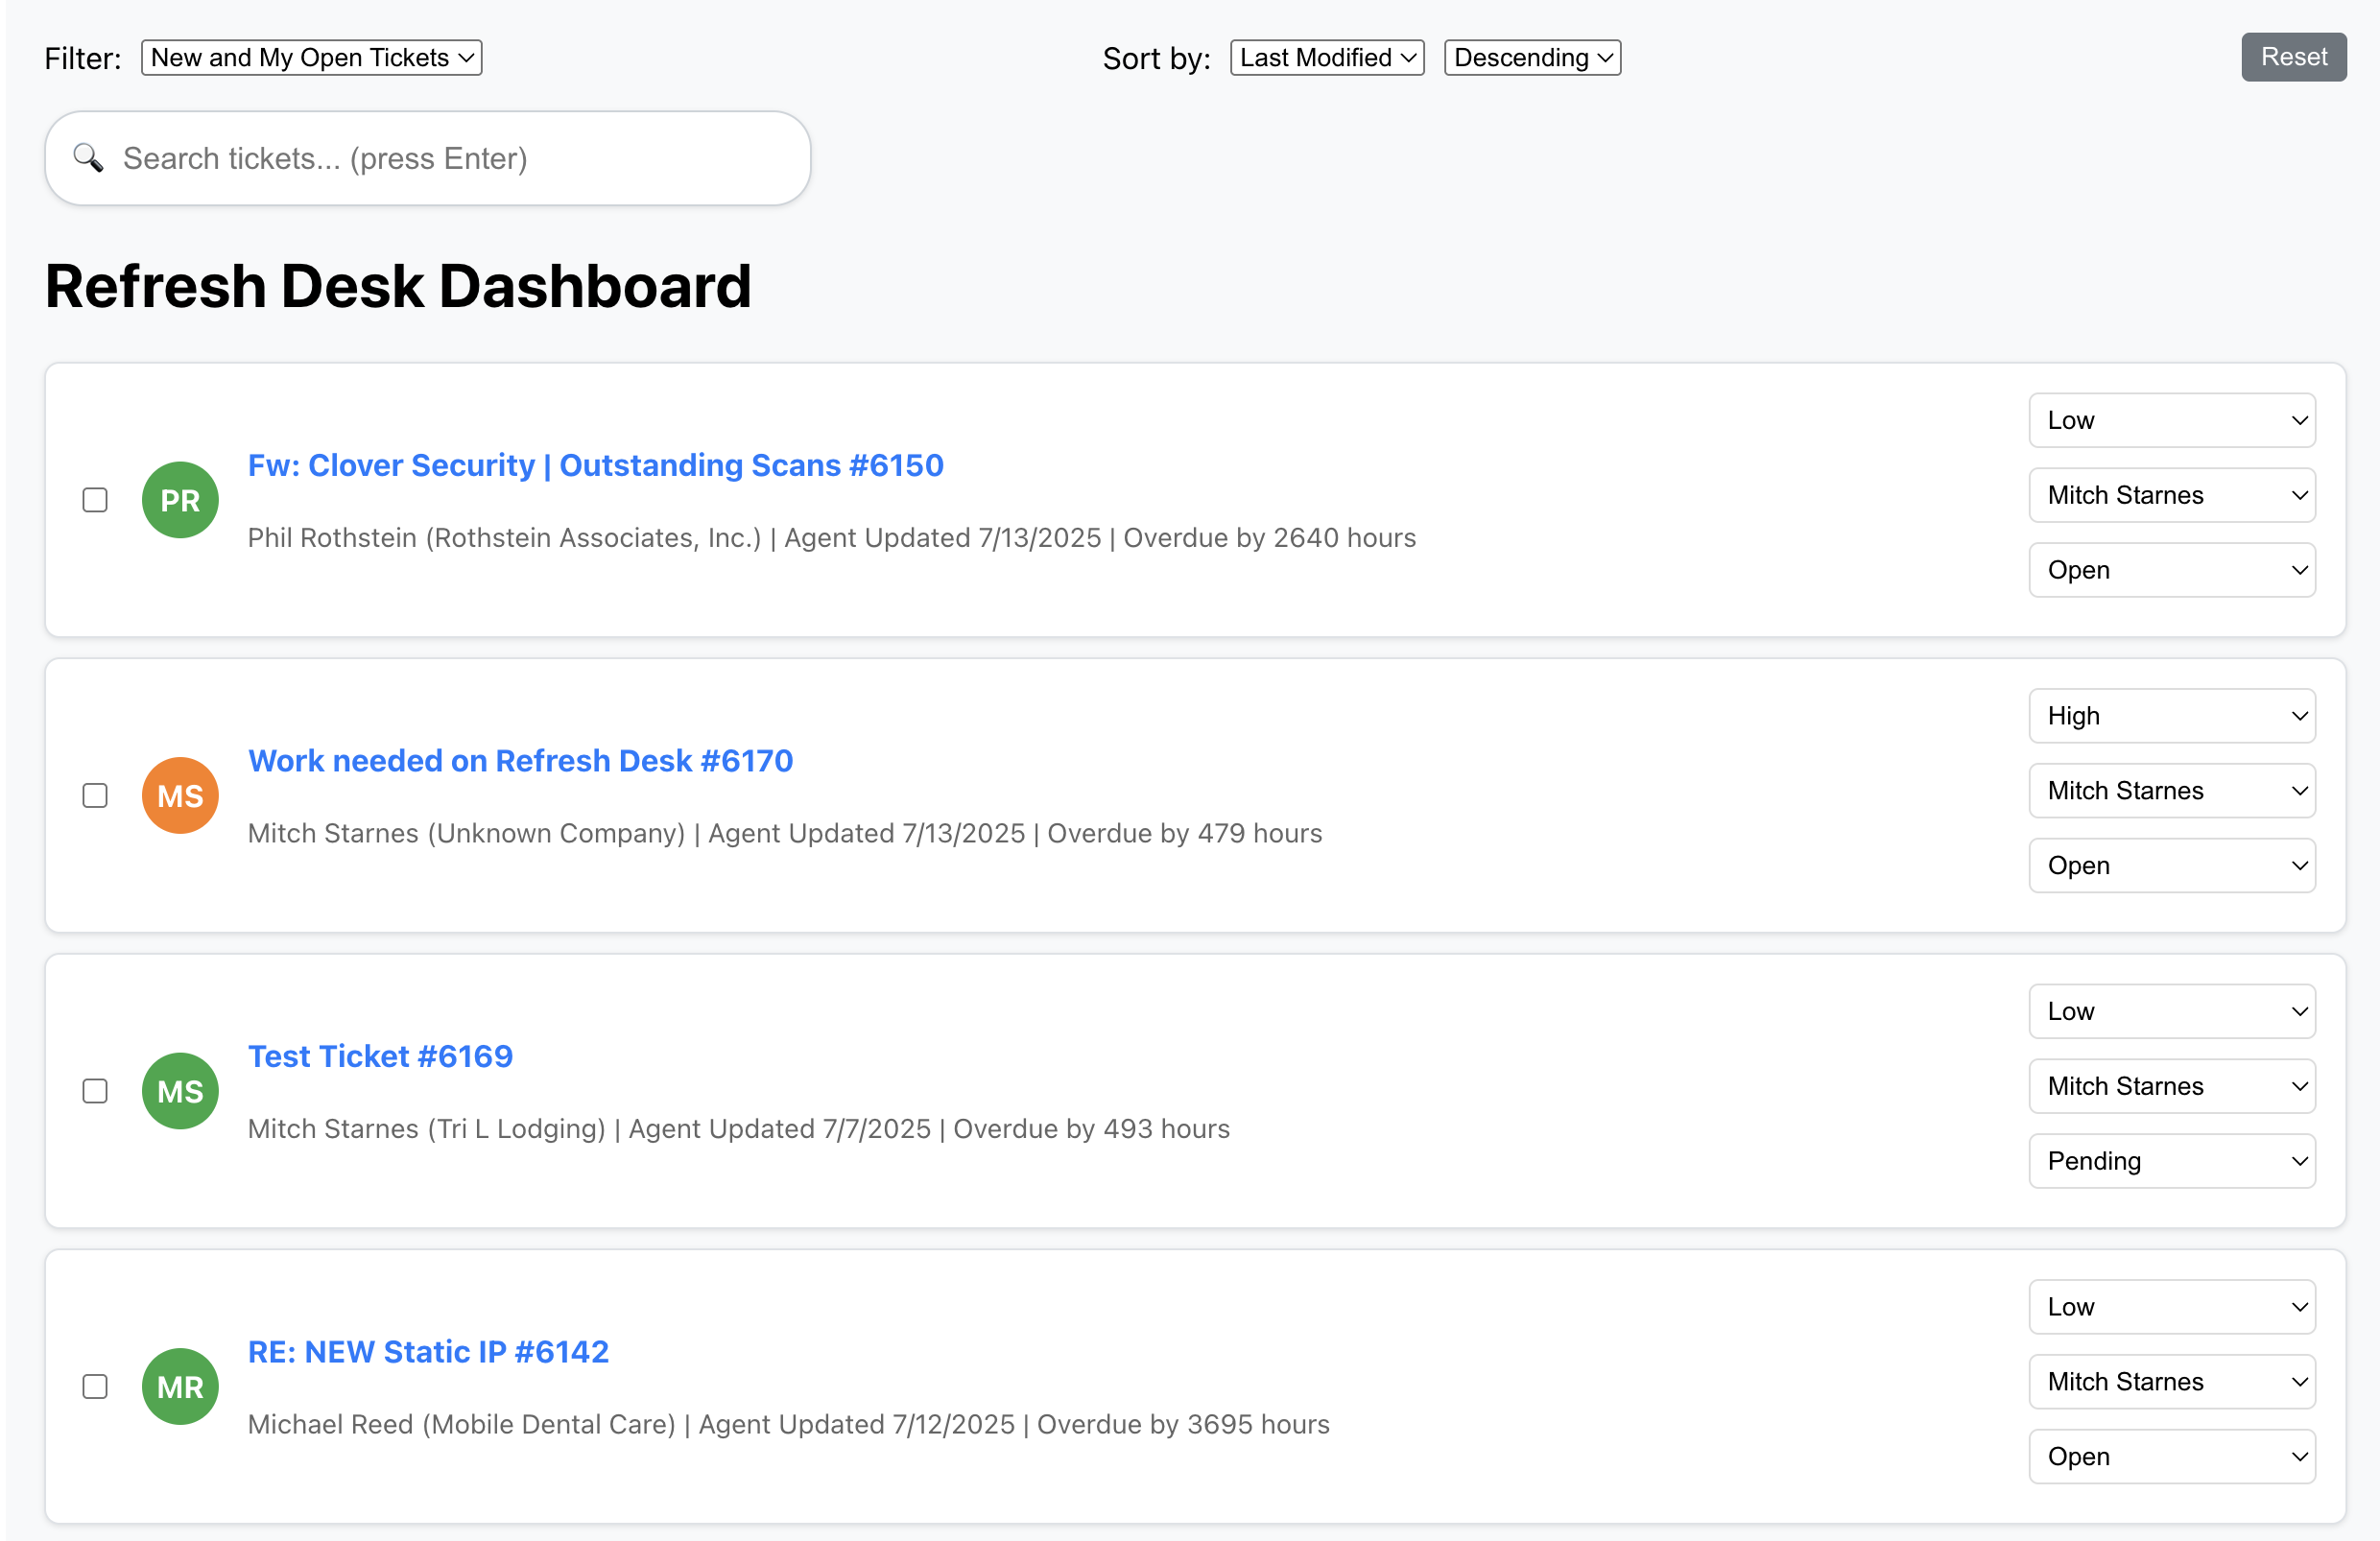 Filter: New and My Open Tickets Sort by: Last Modified Descending Reset
Search tickets... (press Enter)
Refresh Desk Dashboard
Low
Fw: Clover Security | Outstanding Scans #6150
PR
Mitch Starnes
Phil Rothstein (Rothstein Associates, Inc.) | Agent Updated 7/13/2025 | Overdue by 2640 hours
Open
High
Work needed on Refresh Desk #6170
MS
Mitch Starnes
Mitch Starnes (Unknown Company) | Agent Updated 7/13/2025 | Overdue by 479 hours
Open
Low
Test Ticket #6169
MS
Mitch Starnes
Mitch Starnes (Tri L Lodging) | Agent Updated 7/7/2025 | Overdue by 493 hours
Pending
Low
RE: NEW Static IP #6142
MR
Mitch Starnes
Michael Reed (Mobile Dental Care) | Agent Updated 7/12/2025 | Overdue by 3695 hours
Open